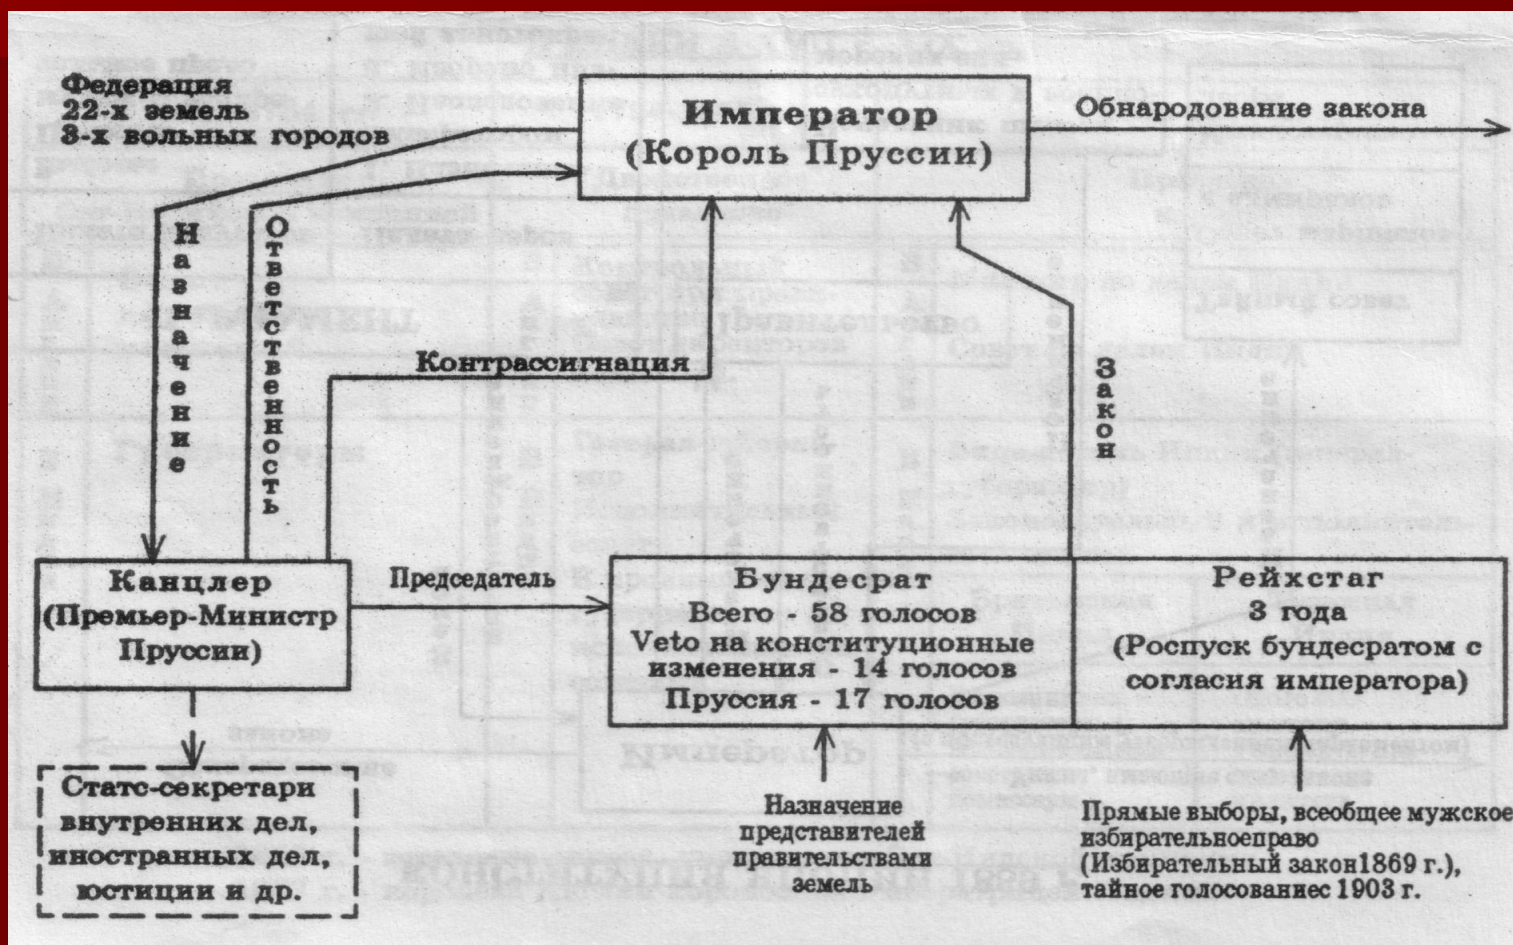 Федерация
22-х земель
3-х вольных городов
Император
(Король Пруссии)
Обнародование закона
Назначение
Ответственность
Контрассигнация
Закон
Канцлер
(Премьер-Министр
Пруссии)
Председатель
Бундесрат
Всего - 58 голосов
Veto на конституционные
изменения - 14 голосов
Пруссия - 17 голосов
Рейхстаг
3 года
(Роспуск бундесратом с
согласия императора)
Статс-секретари
внутренних дел,
иностранных дел,
юстиции и др.
Назначение
представителей
правительствами
земель
Прямые выборы, всеобщее мужское
избирательноеправо
(Избирательный закон1869 г.),
тайное голосованиес 1903 г.